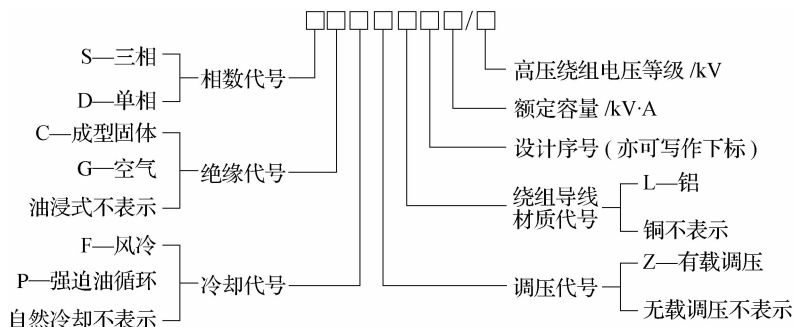 □□□□□□□/□
S—三相
D—单相
相数代号
C—成型固体
G—空气
油浸式不表示
绝缘代号
F—风冷
P—强迫油循环
自然冷却不表示
冷却代号
高压绕组电压等级/kV
额定容量/kV·A
设计序号(亦可写作下标)
绕组导线
材质代号
L—铝
铜不表示
调压代号
Z—有载调压
无载调压不表示